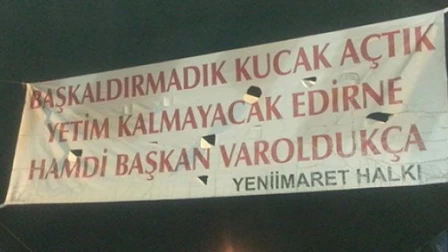 BAŞKALDIRMADIK KUCAK AÇTIK
YETİM KALMAYACAK EDİRNE
HAMDİ BAŞKAN VAROLDUKÇA
YENİİMARET HALKI